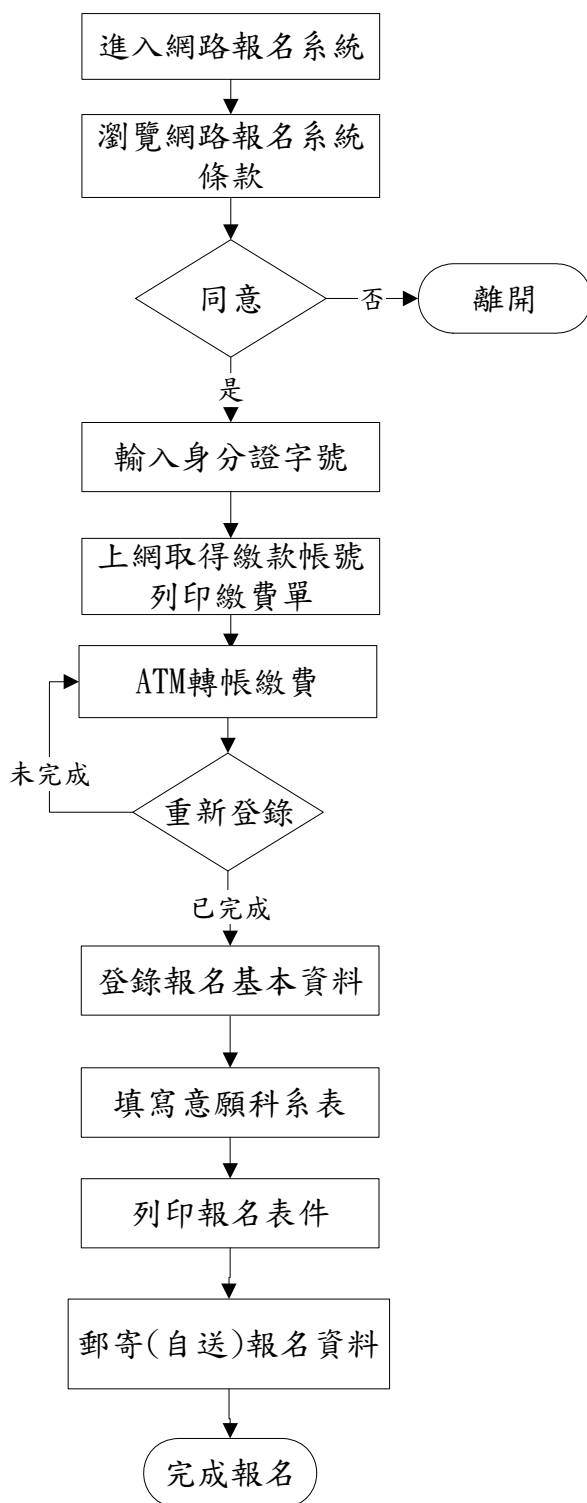 進入網路報名系統
瀏覽網路報名系統
條款
同意
否
離開
是
輸入身分證字號
上網取得繳款帳號
列印繳費單
ATM轉帳繳費
未完成
重新登錄
已完成
登錄報名基本資料
填寫意願科系表
列印報名表件
郵寄(自送)報名資料
完成報名